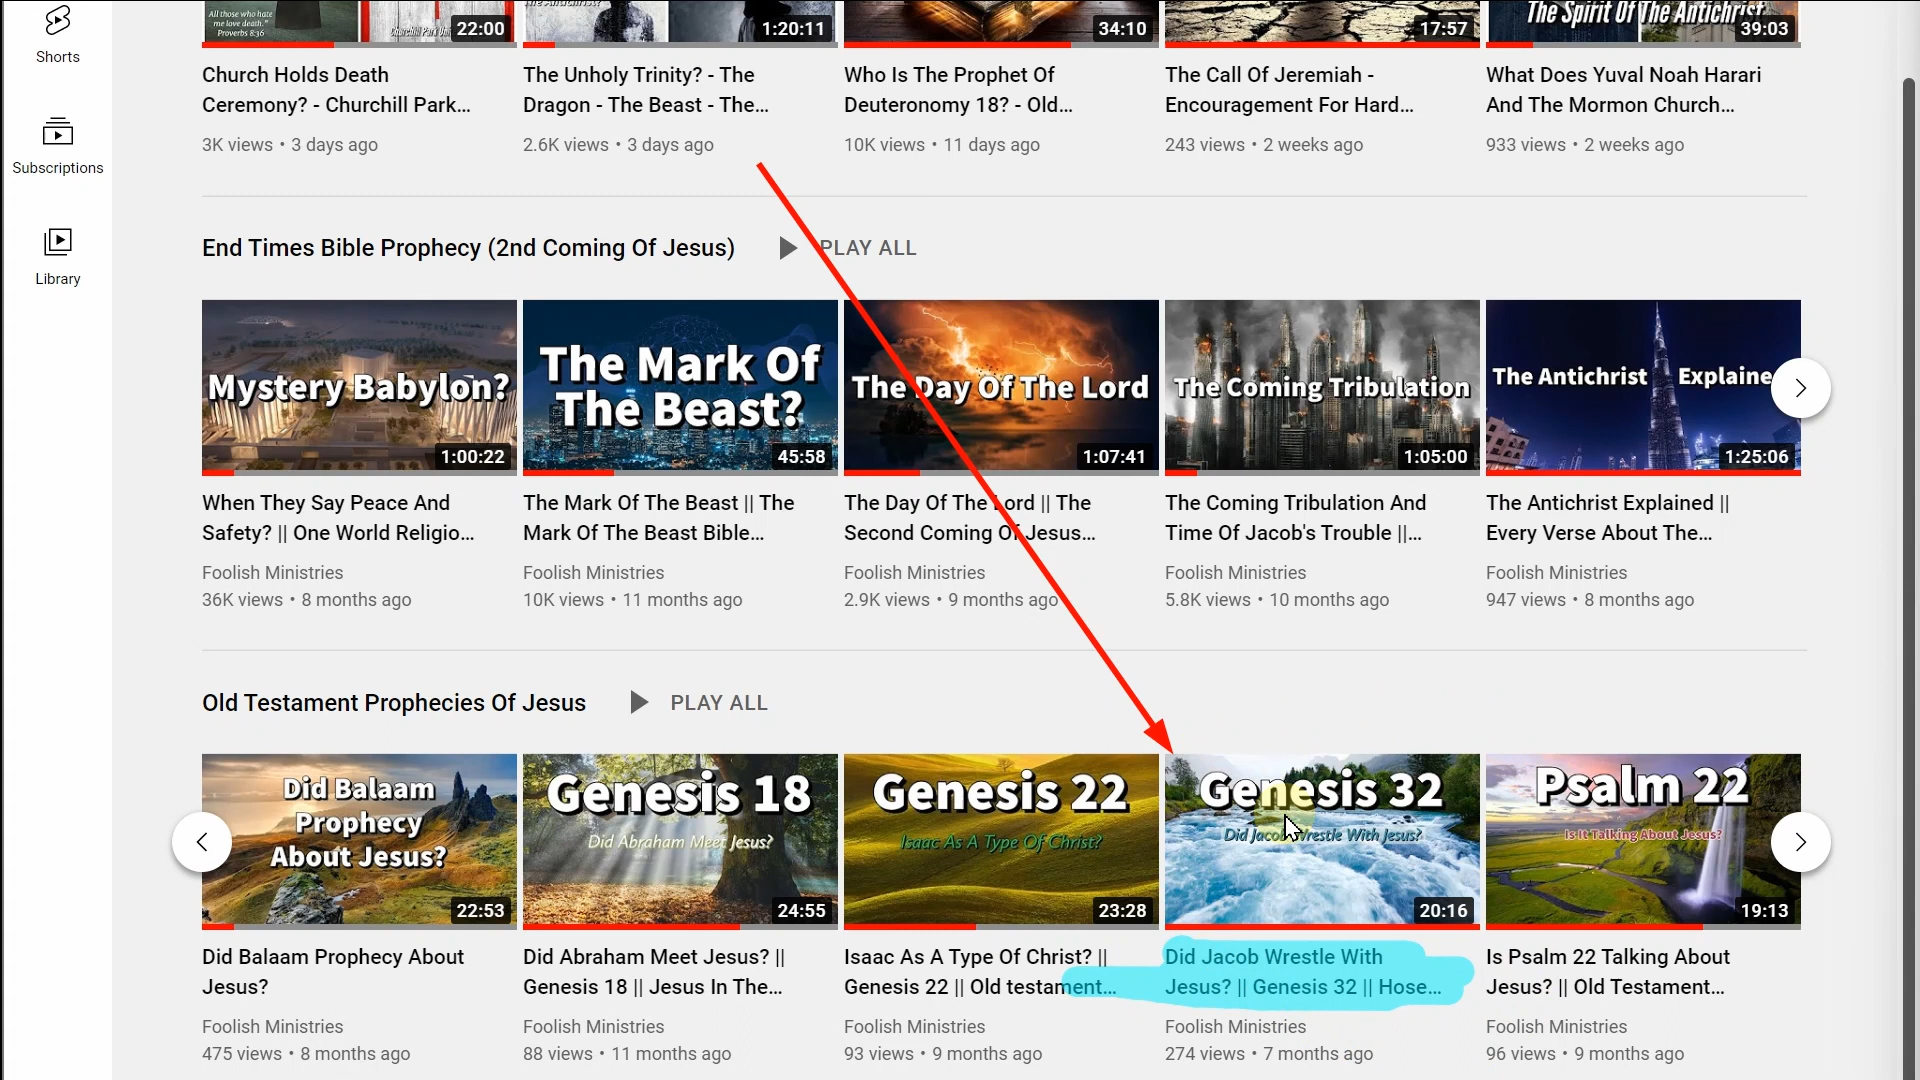 Shorts
Subscriptions
Library
All those who hate
me love death."
Proverbs 8:36
22:00
1:20:11
34:10
17:57
The Spirit Of The Antichrist
39:03
Church Holds Death
Ceremony? - Churchill Park...
3K views • 3 days ago
The Unholy Trinity? - The
Dragon - The Beast - The...
2.6K views • 3 days ago
Who Is The Prophet Of
Deuteronomy 18? - Old...
10K views • 11 days ago
The Call Of Jeremiah -
Encouragement For Hard...
243 views • 2 weeks ago
What Does Yuval Noah Harari
And The Mormon Church...
933 views • 2 weeks ago
End Times Bible Prophecy (2nd Coming Of Jesus)
PLAY ALL
Mystery Babylon?
1:00:22
The Mark Of
The Beast?
45:58
The Day Of The Lord
1:07:41
The Coming Tribulation
1:05:00
The Antichrist Explaine
1:25:06
When They Say Peace And
Safety? || One World Religio...
Foolish Ministries
36K views • 8 months ago
The Mark Of The Beast || The
Mark Of The Beast Bible...
Foolish Ministries
10K views • 11 months ago
The Day Of The Lord || The
Second Coming Of Jesus...
Foolish Ministries
2.9K views • 9 months ago
The Coming Tribulation And
Time Of Jacob's Trouble ||...
Foolish Ministries
5.8K views • 10 months ago
The Antichrist Explained ||
Every Verse About The...
Foolish Ministries
947 views • 8 months ago
Old Testament Prophecies Of Jesus
PLAY ALL
Did Balaam
Prophecy
About Jesus?
22:53
Genesis 18
Did Abraham Meet Jesus?
24:55
Genesis 22
Isaac As A Type Of Christ?
23:28
Genesis 32
Did Jacob Wrestle With Jesus?
20:16
Psalm 22
Is It Talking About Jesus?
19:13
Did Balaam Prophecy About
Jesus?
Foolish Ministries
475 views • 8 months ago
Did Abraham Meet Jesus? ||
Genesis 18 || Jesus In The...
Foolish Ministries
88 views • 11 months ago
Isaac As A Type Of Christ? ||
Genesis 22 || Old testament...
Foolish Ministries
93 views • 9 months ago
Did Jacob Wrestle With
Jesus? || Genesis 32 || Hose...
Foolish Ministries
274 views • 7 months ago
Is Psalm 22 Talking About
Jesus? || Old Testament...
Foolish Ministries
96 views • 9 months ago